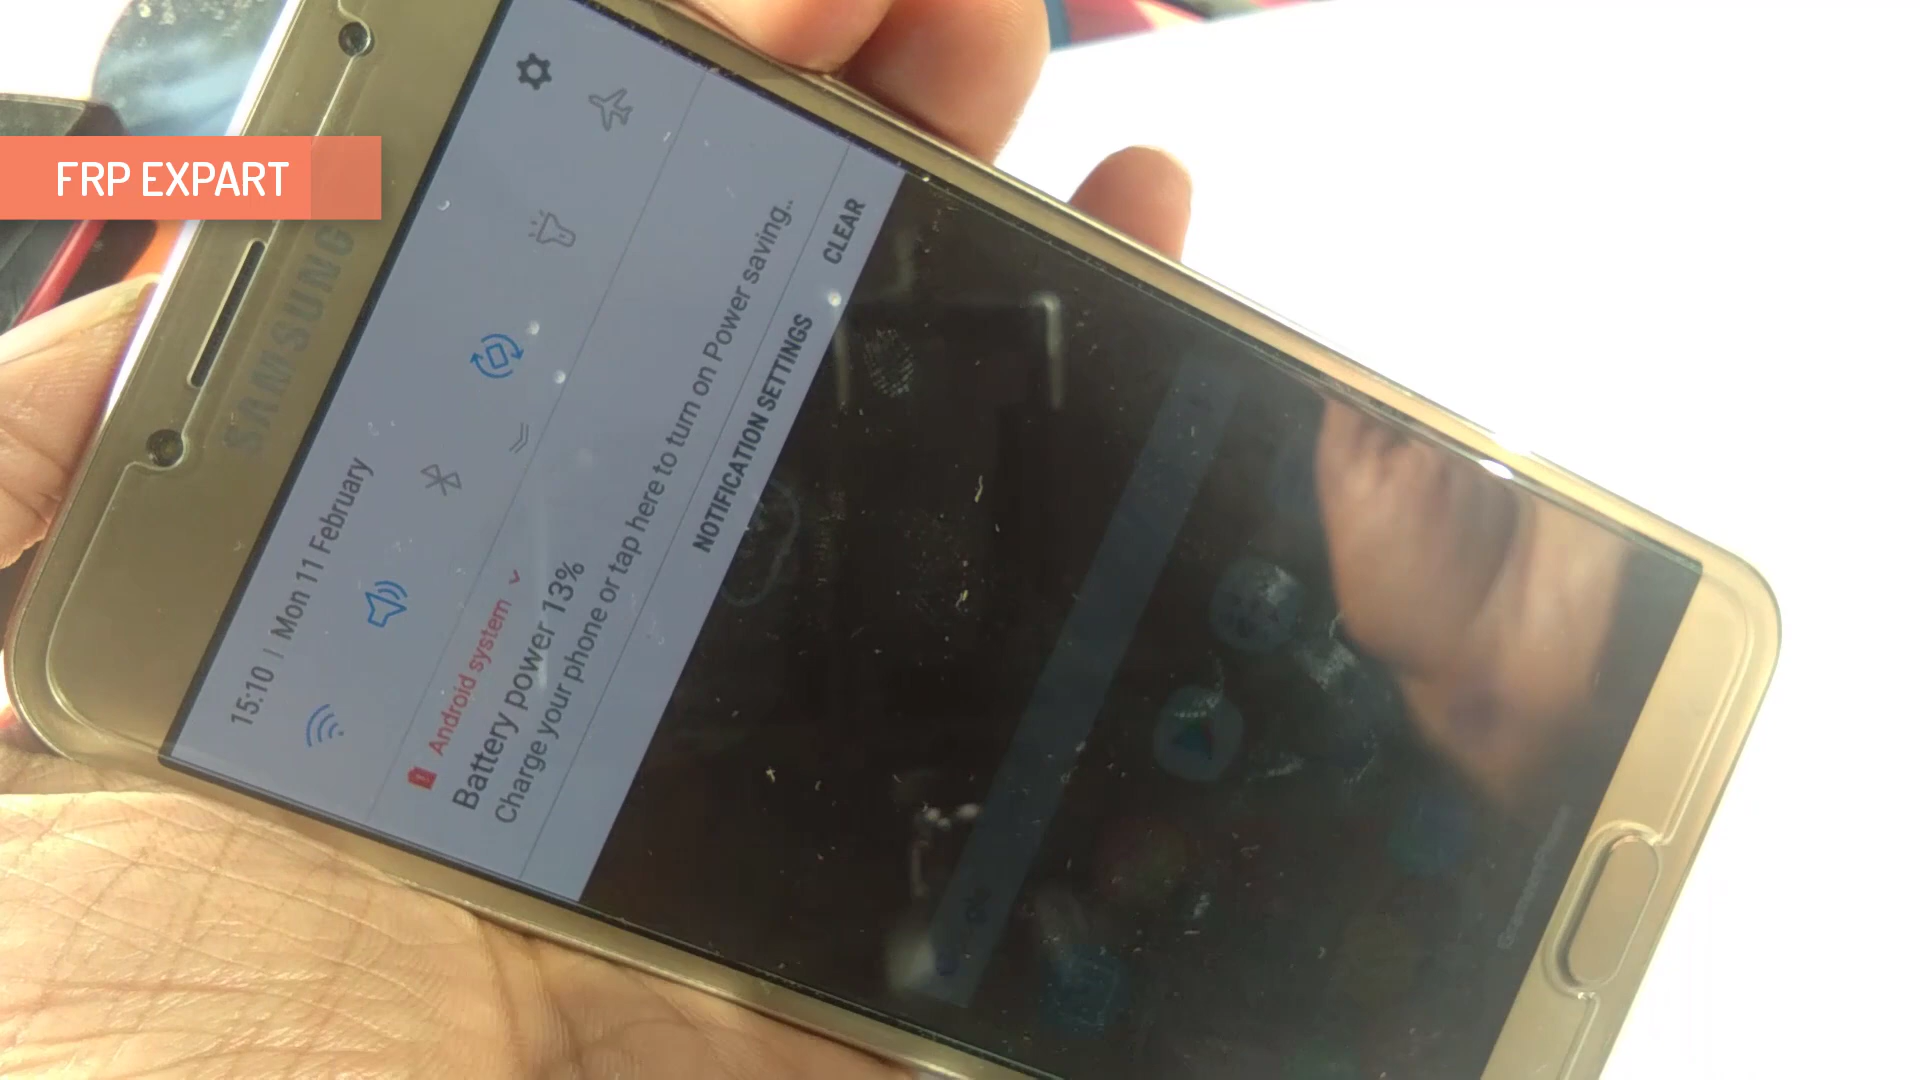 FRP EXPART
SAMSUNG
15:10 | Mon 11 February
Android system
Battery power 13%
Charge your phone or tap here to turn on Power saving..
NOTIFICATION SETTINGS
CLEAR